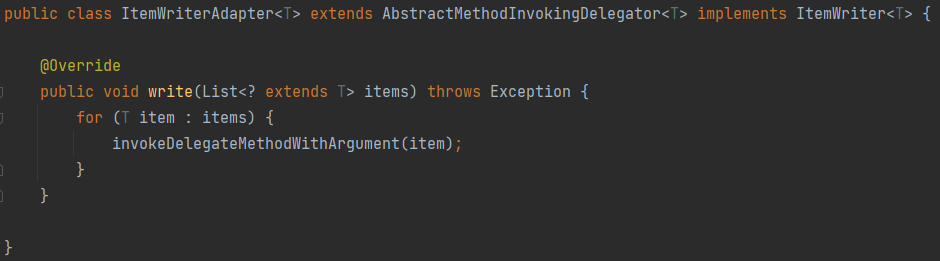 public class ItemWriterAdapter<T> extends AbstractMethodInvokingDelegator<T> implements ItemWriter<T> {
@Override
public void write(List<? extends T> items) throws Exception {
for (T item : items) {
invokeDelegateMethodWithArgument(item);
}
}
}